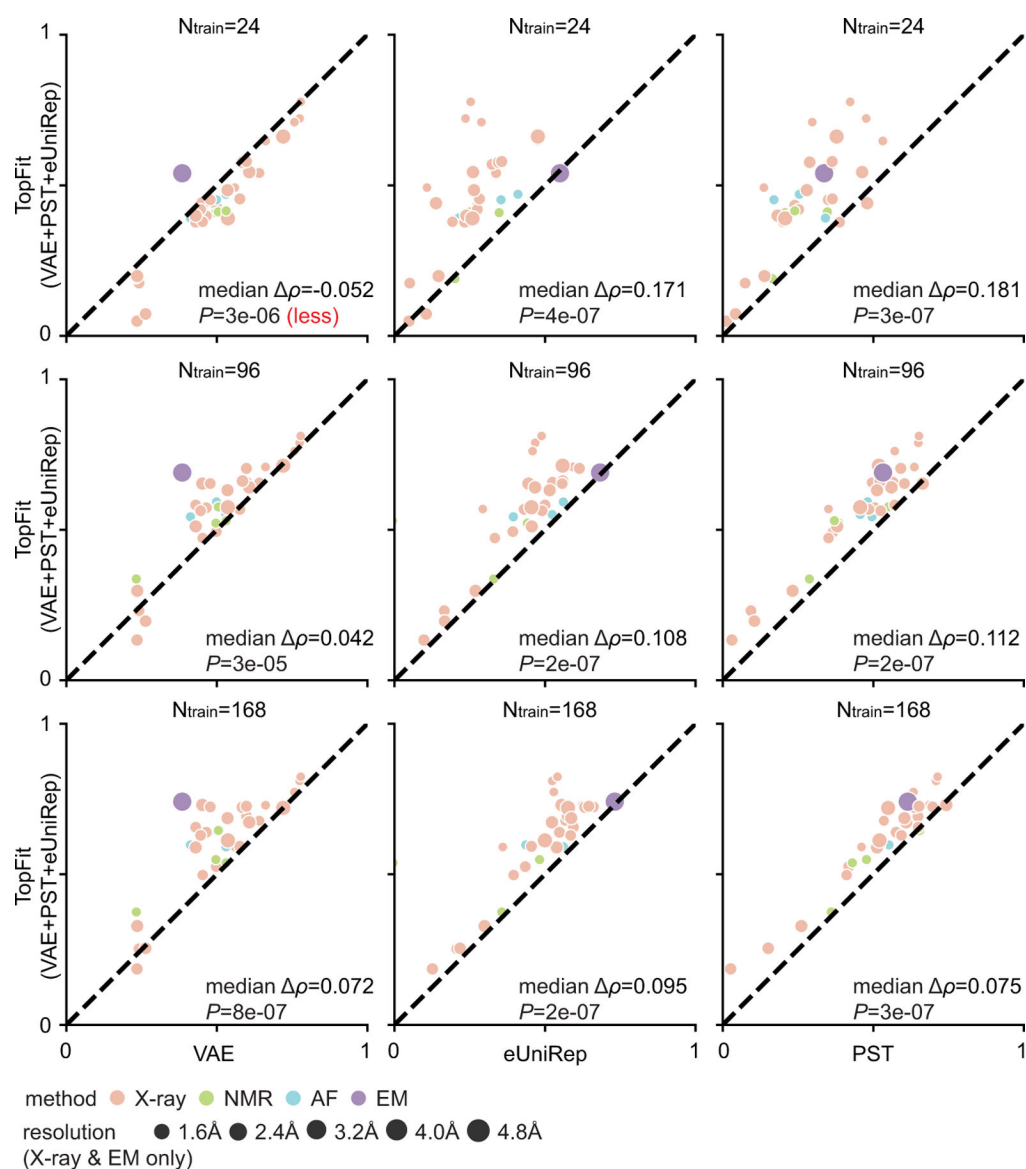 Ntrain=24 Ntrain=24 Ntrain=24
1
TopFit
(VAE+PST+eUniRep)
median Δρ=-0.052
P=3e-06 (less)
median Δρ=0.171
P=4e-07
median Δρ=0.181
P=3e-07
0
Ntrain=96 Ntrain=96 Ntrain=96
1
TopFit
(VAE+PST+eUniRep)
median Δρ=0.042
P=3e-05
median Δρ=0.108
P=2e-07
median Δρ=0.112
P=2e-07
0
Ntrain=168 Ntrain=168 Ntrain=168
1
TopFit
(VAE+PST+eUniRep)
median Δρ=0.072
P=8e-07
median Δρ=0.095
P=2e-07
median Δρ=0.075
P=3e-07
0
0 VAE 1 0 eUniRep 1 0 PST 1
method X-ray NMR AF EM
resolution 1.6Å 2.4Å 3.2Å 4.0Å 4.8Å
(X-ray & EM only)